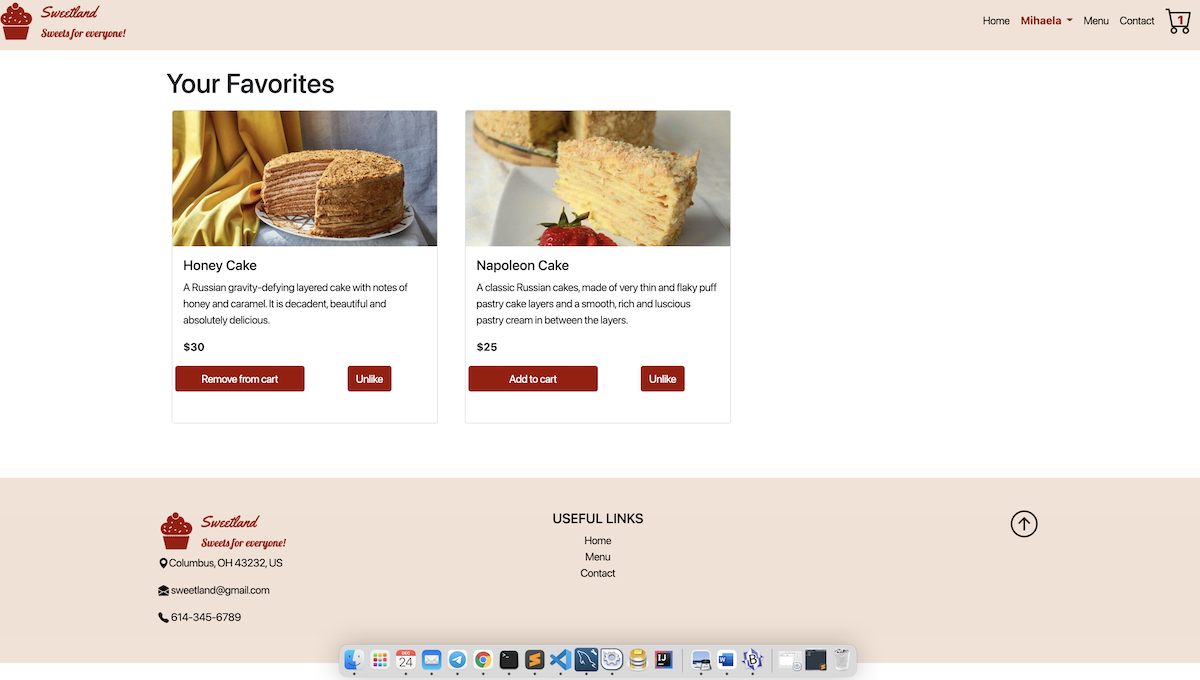 Sweetland
Sweets for everyone!
Home Mihaela Menu Contact 1
Your Favorites
Honey Cake
A Russian gravity-defying layered cake with notes of
honey and caramel. It is decadent, beautiful and
absolutely delicious.
$30
Remove from cart Unlike
Napoleon Cake
A classic Russian cakes, made of very thin and flaky puff
pastry cake layers and a smooth, rich and luscious
pastry cream in between the layers.
$25
Add to cart Unlike
Sweetland
Sweets for everyone!
Columbus, OH 43232, US
sweetland@gmail.com
614-345-6789
USEFUL LINKS
Home
Menu
Contact
DEC
24